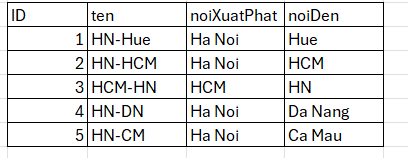 ID ten noiXuatPhat noiDen
1 HN-Hue Ha Noi Hue
2 HN-HCM Ha Noi HCM
3 HCM-HN HCM HN
4 HN-DN Ha Noi Da Nang
5 HN-CM Ha Noi Ca Mau